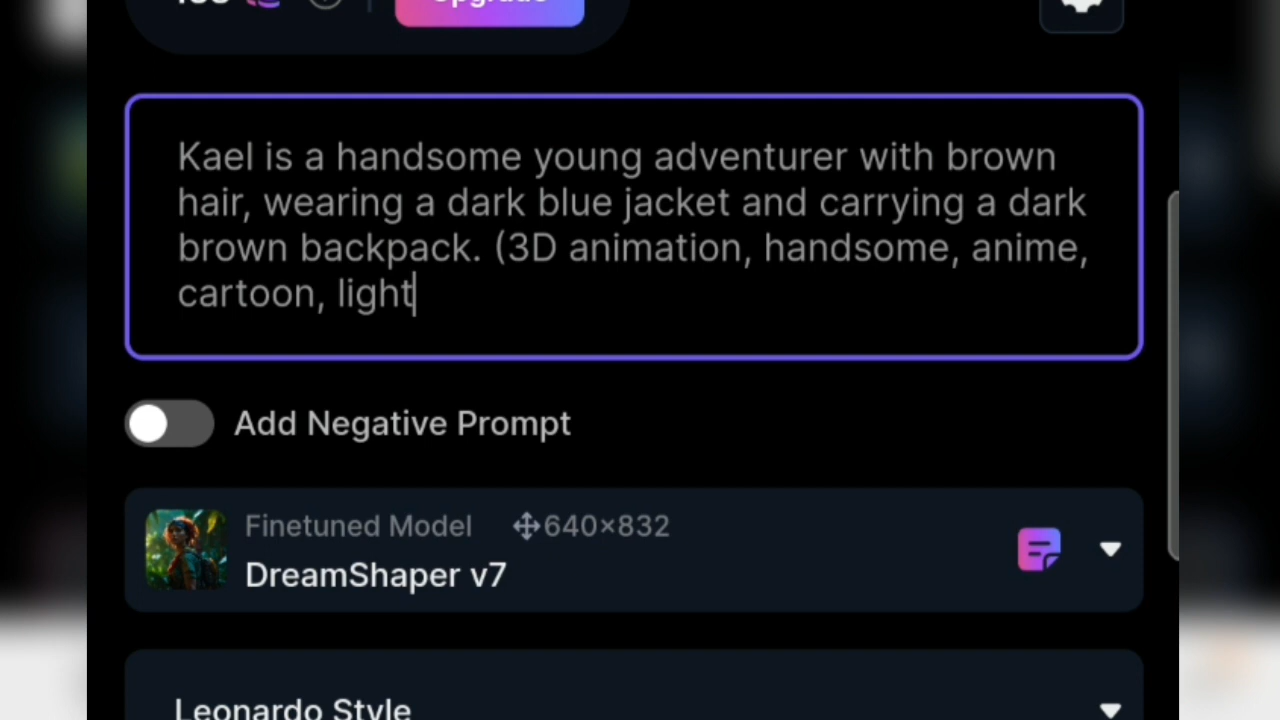 Upgrade
Kael is a handsome young adventurer with brown
hair, wearing a dark blue jacket and carrying a dark
brown backpack. (3D animation, handsome, anime,
cartoon, light
Add Negative Prompt
Finetuned Model 640×832
DreamShaper v7
Leonardo Style